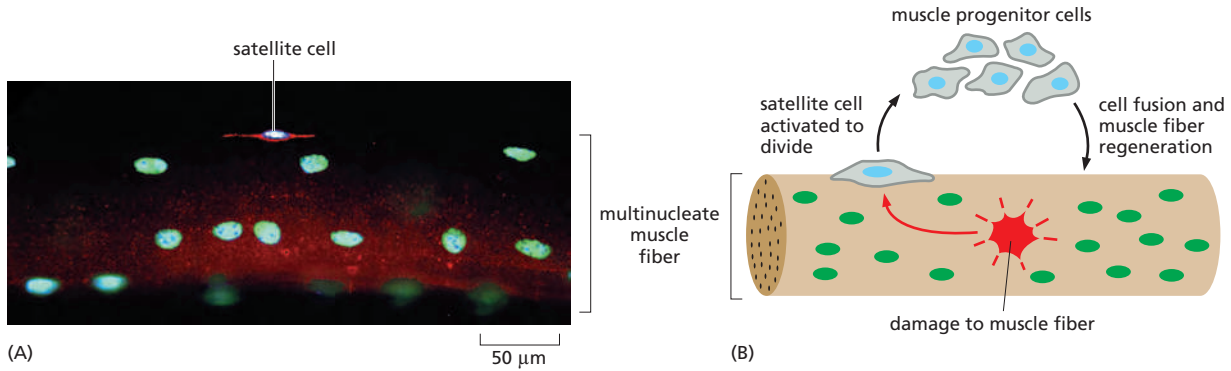 satellite cell
multinucleate
muscle
fiber
50 μm
(A)
muscle progenitor cells
satellite cell
activated to
divide
cell fusion and
muscle fiber
regeneration
damage to muscle fiber
(B)